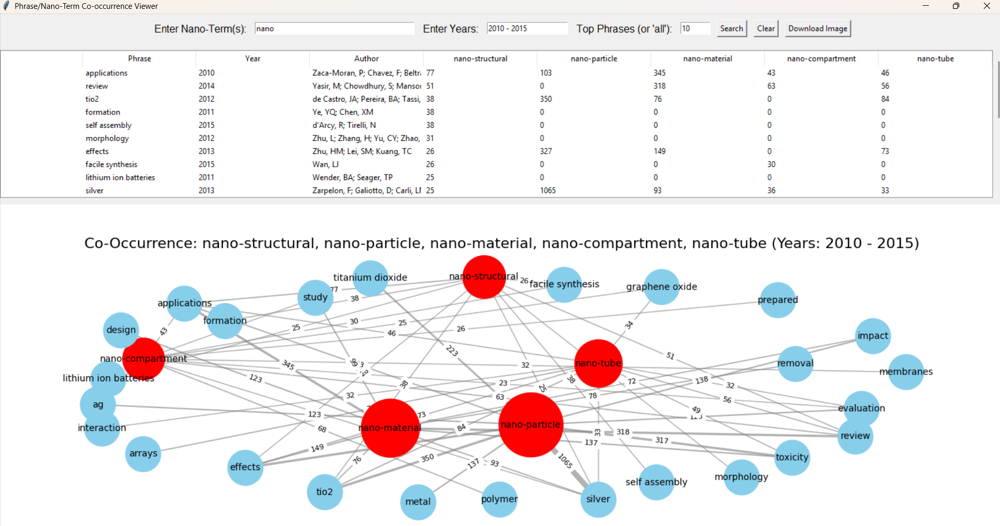 Phrase/Nano-Term Co-occurrence Viewer
Enter Nano-Term(s): nano Enter Years: 2010 - 2015 Top Phrases (or 'all'): 10 Search Clear Download Image
Phrase Year Author nano-structural nano-particle nano-material nano-compartment nano-tube
applications 2010 Zaca-Moran, P; Chavez, F; Beltr 77 103 345 43 46
review 2014 Yasir, M; Chowdhury, S; Manso 51 0 318 63 56
tio2 2012 de Castro, JA; Pereira, BA; Tassi, 38 350 76 0 84
formation 2011 Ye, YQ; Chen, XM 38 0 0 0 0
self assembly 2015 d'Arcy, R; Tirelli, N 38 0 0 0 0
morphology 2012 Zhu, L; Zhang, H; Yu, CY; Zhao, 31 0 0 0 0
effects 2013 Zhu, HM; Lei, SM; Kuang, TC 26 327 149 0 73
facile synthesis 2015 Wan, LJ 26 0 0 30 0
lithium ion batteries 2011 Wender, BA; Seager, TP 25 0 0 0 0
silver 2013 Zarpelon, F; Galiotto, D; Carli, 25 1065 93 36 33
Co-Occurrence: nano-structural, nano-particle, nano-material, nano-compartment, nano-tube (Years: 2010 - 2015)
titanium dioxide
nano-structural
26
facile synthesis
graphene oxide
77
study
38
prepared
applications
formation
30
25
25
46
26
34
43
design
impact
223
51
nano-compartment
99
32
nano-tube
removal
membranes
345
123
lithium ion batteries
38
23
25
38
72
138
32
32
63
78
56
ag
123
73
49
evaluation
interaction
68
nano-material
84
nano-particle
33
318
317
review
149
137
arrays
76
350
137
93
1065
toxicity
effects
tio2
metal
polymer
silver
self assembly
morphology